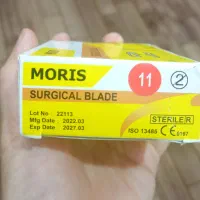 MORIS
11
②
SURGICAL BLADE
Lot No 22113
Mfg Date 2022.03
Exp Date 2027.03
STERILE R
ISO 13485 CE 0197